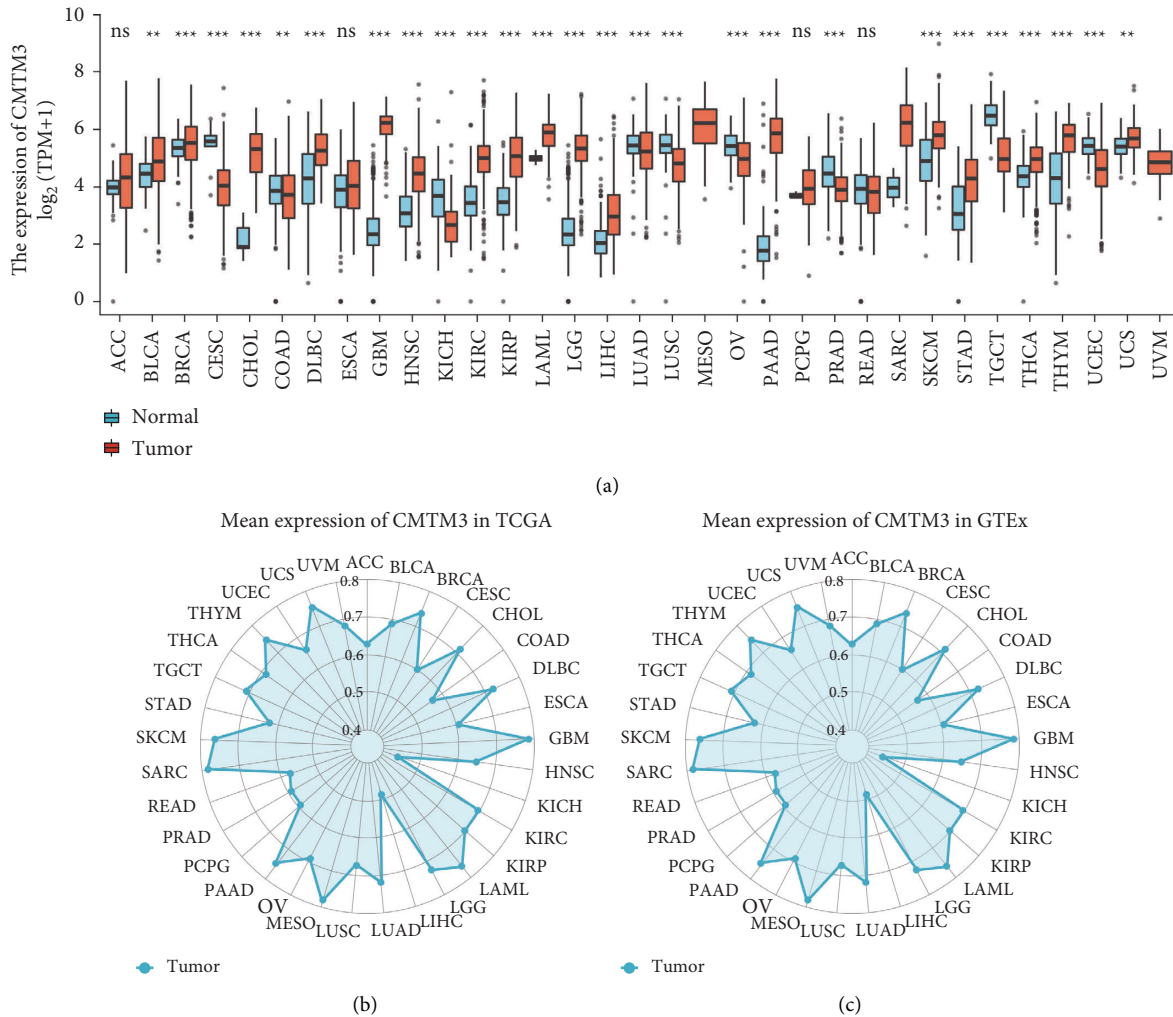 (a)
10
8
6
4
2
0
The expression of CMTM3
log₂ (TPM+1)
ns ** *** *** ** *** ns *** *** *** *** *** *** *** *** *** *** *** *** ns *** ns *** *** *** *** *** *** **
ACC BLCA BRCA CESC CHOL COAD DLBC ESCA GBM HNSC KICH KIRC KIRP LAML LGG LIHC LUAD LUSC MESO OV PAAD PCPG PRAD READ SARC SKCM STAD TGCT THCA THYM UCEC UCS UVM
Normal
Tumor
Mean expression of CMTM3 in TCGA
ACC
BLCA
BRCA
CESC
CHOL
COAD
DLBC
ESCA
GBM
HNSC
KICH
KIRC
KIRP
LAML
LGG
LIHC
LUAD
LUSC
MESO
OV
PAAD
PCPG
PRAD
READ
SARC
SKCM
STAD
TGCT
THCA
THYM
UCEC
UCS
UVM
0.8
0.7
0.6
0.5
0.4
Tumor
(b)
Mean expression of CMTM3 in GTEx
ACC
BLCA
BRCA
CESC
CHOL
COAD
DLBC
ESCA
GBM
HNSC
KICH
KIRC
KIRP
LAML
LGG
LIHC
LUAD
LUSC
MESO
OV
PAAD
PCPG
PRAD
READ
SARC
SKCM
STAD
TGCT
THCA
THYM
UCEC
UCS
UVM
0.8
0.7
0.6
0.5
0.4
Tumor
(c)